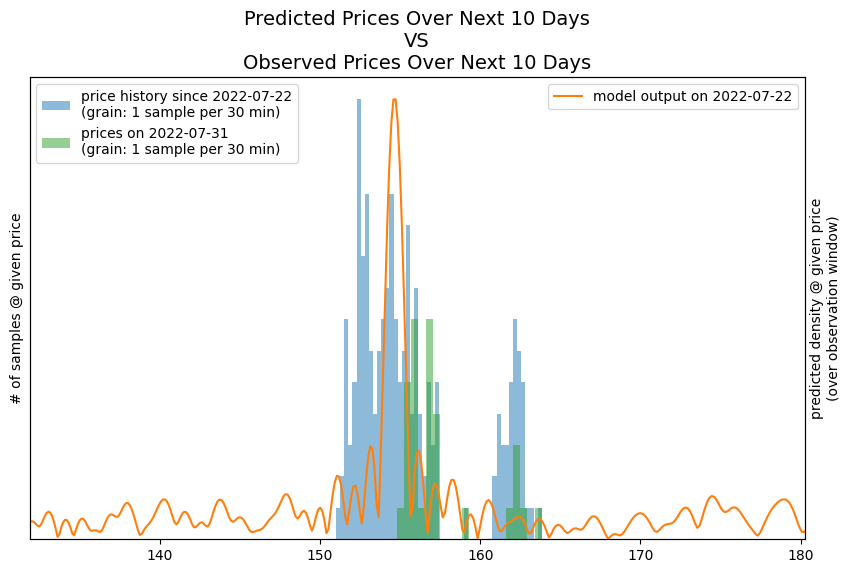 Predicted Prices Over Next 10 Days
VS
Observed Prices Over Next 10 Days
price history since 2022-07-22
(grain: 1 sample per 30 min)
prices on 2022-07-31
(grain: 1 sample per 30 min)
model output on 2022-07-22
# of samples @ given price
predicted density @ given price
(over observation window)
140
150
160
170
180